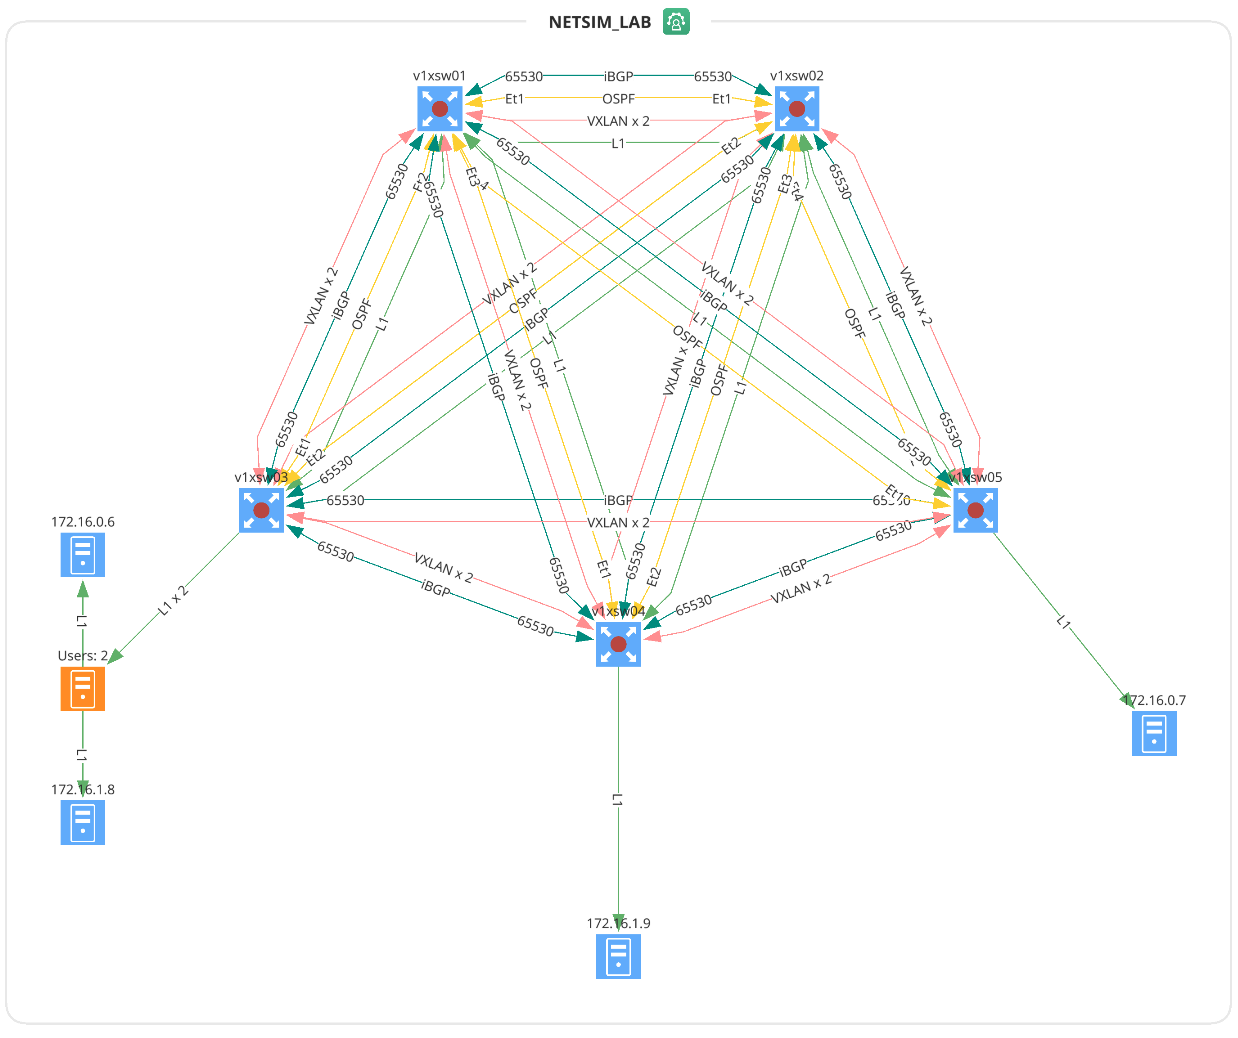 NETSIM_LAB
v1xsw01
v1xsw02
65530
iBGP
65530
Et1
OSPF
Et1
VXLAN x 2
L1
Et2
65530
65530
65530
Et2
65530
Et3
65530
65530
Et3
65530
VXLAN x 2
iBGP
OSPF
L1
VXLAN x 2
OSPF
iBGP
L1
VXLAN x 2
iBGP
L1
OSPF
VXLAN x 2
iBGP
OSPF
L1
iBGP
VXLAN x 2
OSPF
L1
VXLAN x
iBGP
OSPF
L1
OSPF
L1
iBGP
VXLAN x 2
65530
Et1
Et2
65530
65530
65530
v1xsw03
v1xsw05
65530
iBGP
Et1
VXLAN x 2
65530
VXLAN x 2
iBGP
65530
65530
Et1
65530
Et2
65530
iBGP
VXLAN x 2
65530
v1xsw04
172.16.0.6
L1 x 2
L1
L1
Users: 2
172.16.0.7
L1
172.16.1.8
L1
172.16.1.9